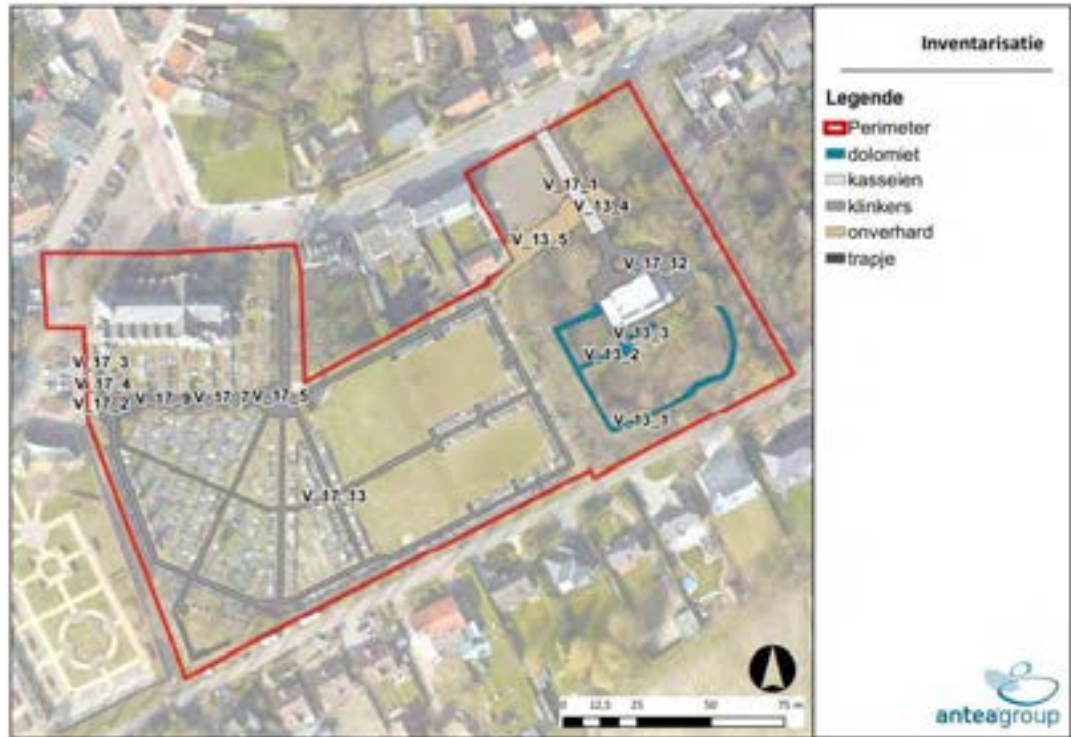 Inventarisatie
Legende
Perimeter
dolomiet
kasseien
klinkers
onverhard
trapje
V_17_1
V_13_4
V_13_5
V_17_12
V_13_3
V_13_2
V_13_1
V_17_3
V_17_4
V_17_2 V_17_9 V_17_7 V_17_5
V_17_13
0 12,5 25 50 75 m
anteagroup